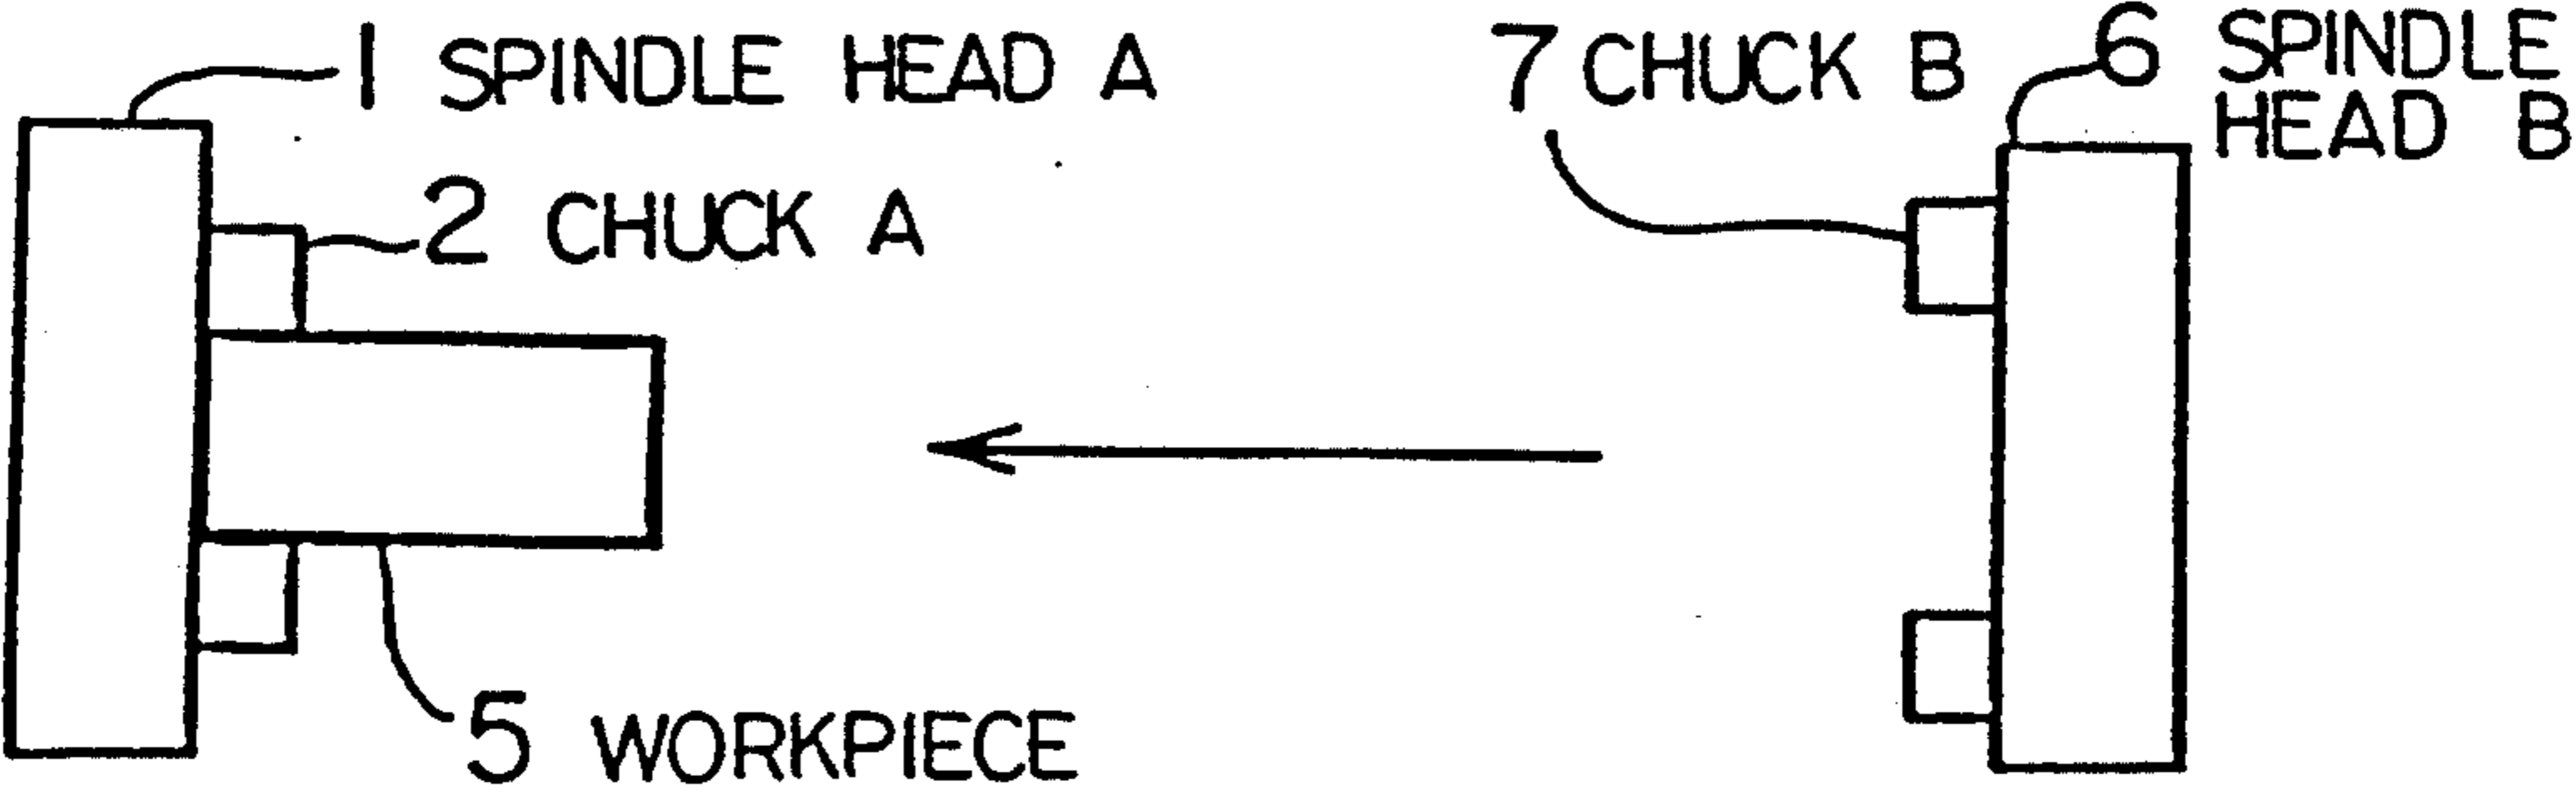 1 SPINDLE HEAD A
7 CHUCK B
6 SPINDLE
HEAD B
2 CHUCK A
5 WORKPIECE